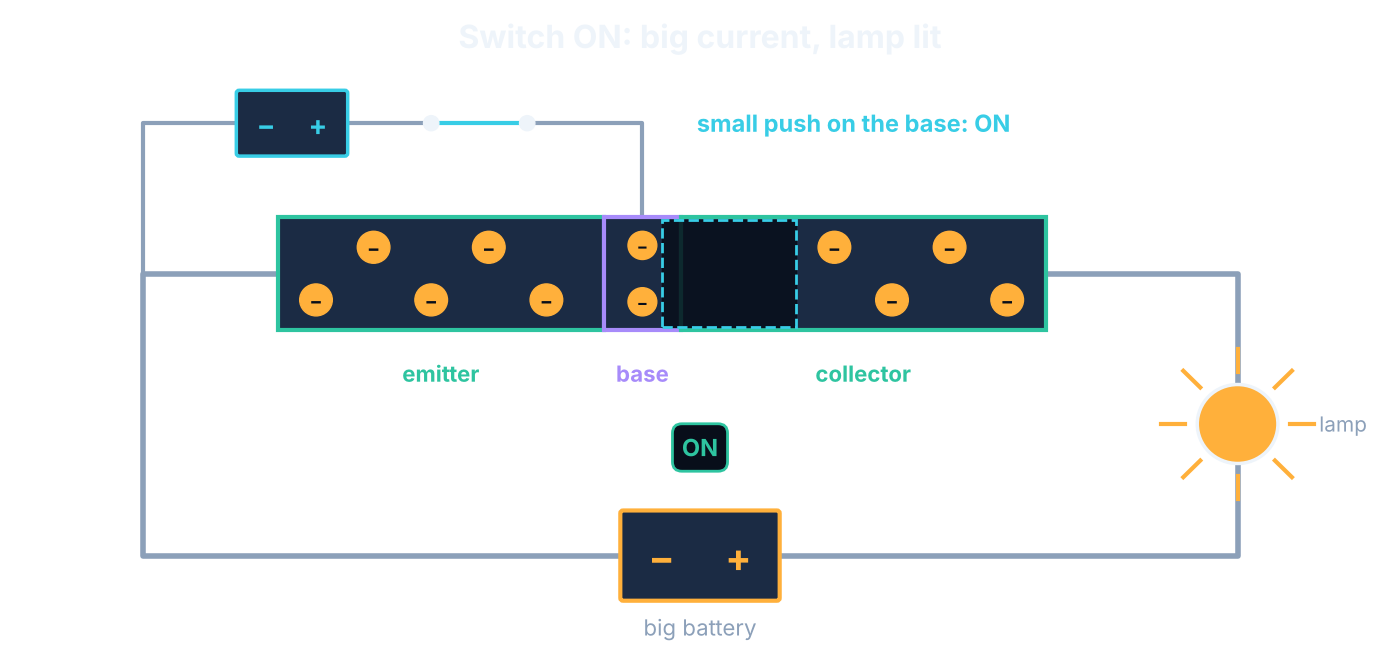 Switch ON: big current, lamp lit
− +
small push on the base: ON
− − − −
−
− − − −
−
− −
emitter
base
collector
lamp
ON
− +
big battery